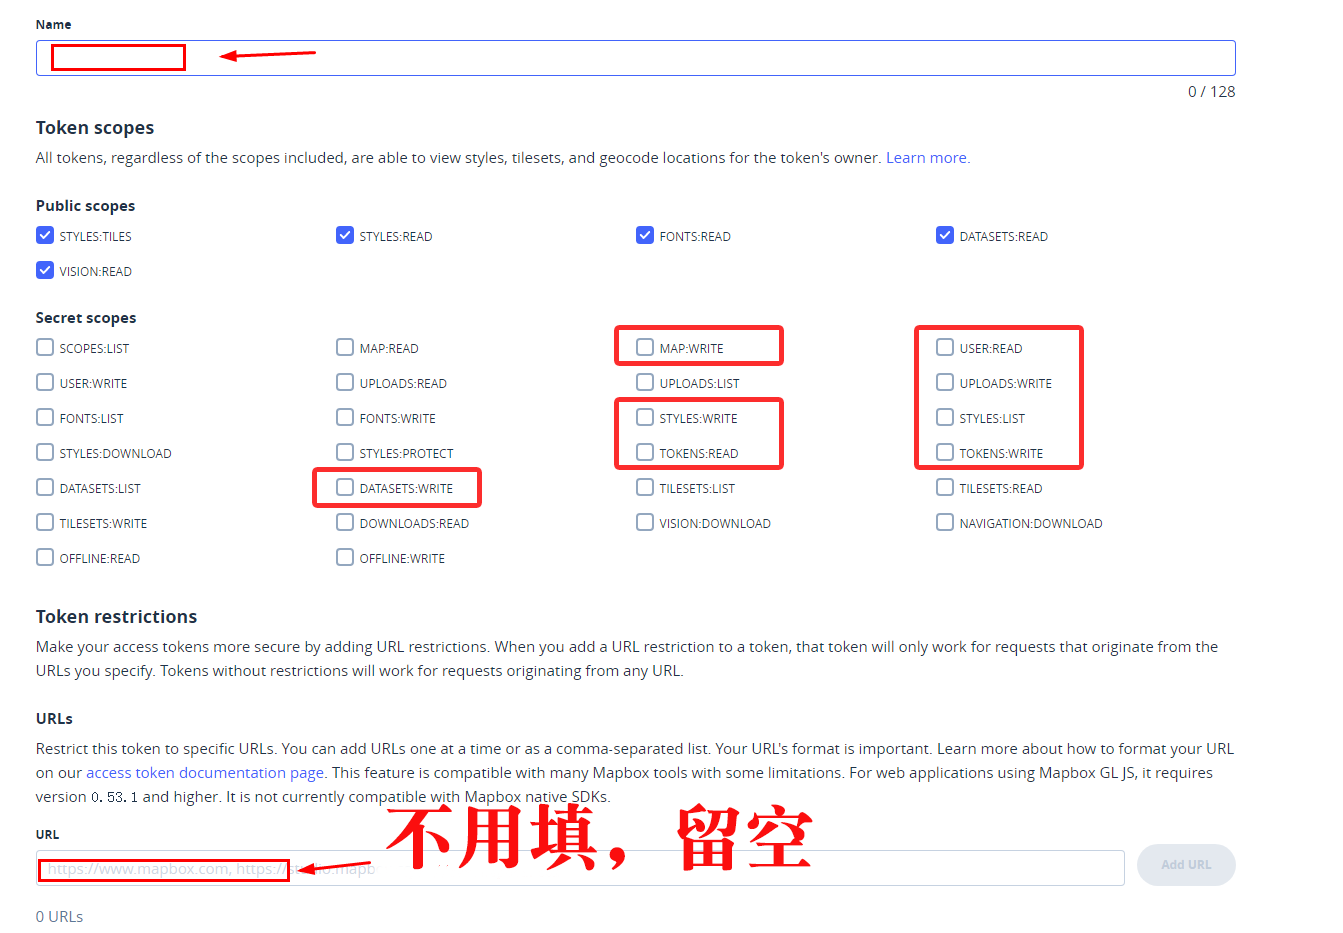 Name
0 / 128
Token scopes
All tokens, regardless of the scopes included, are able to view styles, tilesets, and geocode locations for the token's owner. Learn more.
Public scopes
STYLES:TILES STYLES:READ FONTS:READ DATASETS:READ
VISION:READ
Secret scopes
SCOPES:LIST MAP:READ MAP:WRITE USER:READ
USER:WRITE UPLOADS:READ UPLOADS:LIST UPLOADS:WRITE
FONTS:LIST FONTS:WRITE STYLES:WRITE STYLES:LIST
STYLES:DOWNLOAD STYLES:PROTECT TOKENS:READ TOKENS:WRITE
DATASETS:LIST DATASETS:WRITE TILESETS:LIST TILESETS:READ
TILESETS:WRITE DOWNLOADS:READ VISION:DOWNLOAD NAVIGATION:DOWNLOAD
OFFLINE:READ OFFLINE:WRITE
Token restrictions
Make your access tokens more secure by adding URL restrictions. When you add a URL restriction to a token, that token will only work for requests that originate from the
URLs you specify. Tokens without restrictions will work for requests originating from any URL.
URLs
Restrict this token to specific URLs. You can add URLs one at a time or as a comma-separated list. Your URL's format is important. Learn more about how to format your URL
on our access token documentation page. This feature is compatible with many Mapbox tools with some limitations. For web applications using Mapbox GL JS, it requires
version 0.53.1 and higher. It is not currently compatible with Mapbox native SDKs.
不用填，留空
URL
https://www.mapbox.com, https://studio.mapb
Add URL
0 URLs